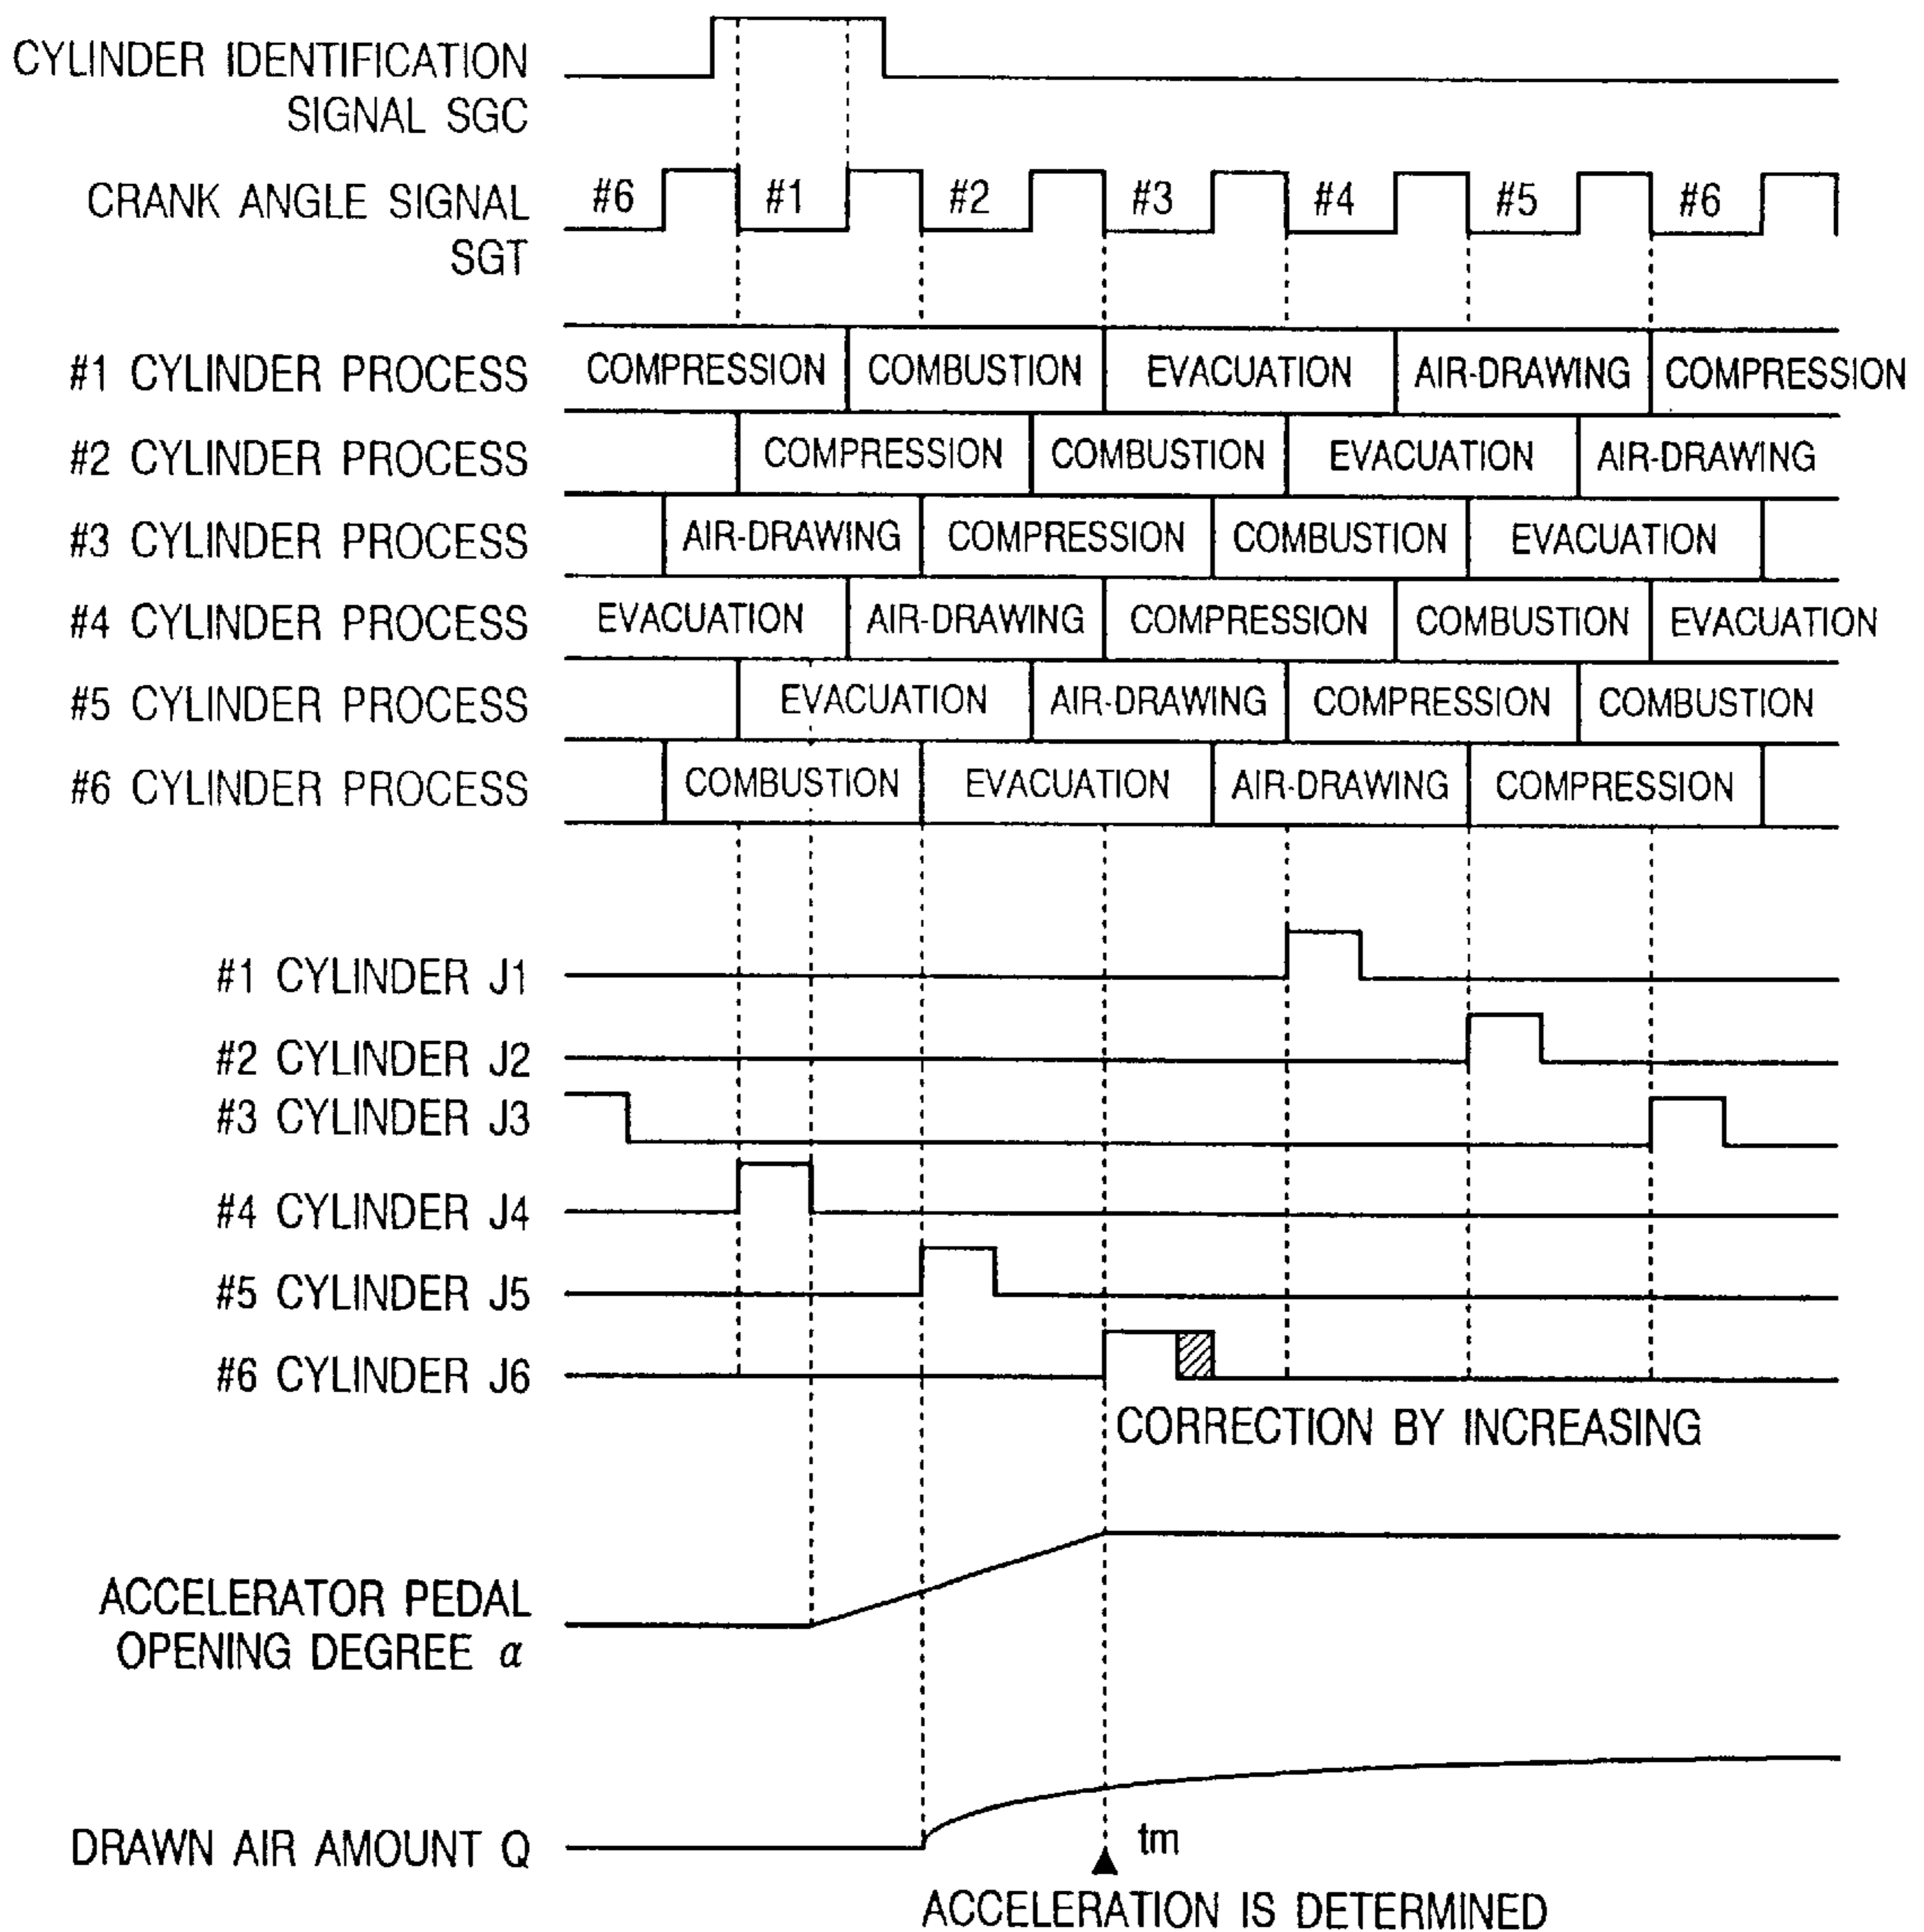 CYLINDER IDENTIFICATION
SIGNAL SGC
CRANK ANGLE SIGNAL
SGT
#6 #1 #2 #3 #4 #5 #6
#1 CYLINDER PROCESS COMPRESSION COMBUSTION EVACUATION AIR-DRAWING COMPRESSION
#2 CYLINDER PROCESS COMPRESSION COMBUSTION EVACUATION AIR-DRAWING
#3 CYLINDER PROCESS AIR-DRAWING COMPRESSION COMBUSTION EVACUATION
#4 CYLINDER PROCESS EVACUATION AIR-DRAWING COMPRESSION COMBUSTION EVACUATION
#5 CYLINDER PROCESS EVACUATION AIR-DRAWING COMPRESSION COMBUSTION
#6 CYLINDER PROCESS COMBUSTION EVACUATION AIR-DRAWING COMPRESSION
#1 CYLINDER J1
#2 CYLINDER J2
#3 CYLINDER J3
#4 CYLINDER J4
#5 CYLINDER J5
#6 CYLINDER J6
CORRECTION BY INCREASING
ACCELERATOR PEDAL
OPENING DEGREE α
DRAWN AIR AMOUNT Q
tm
ACCELERATION IS DETERMINED